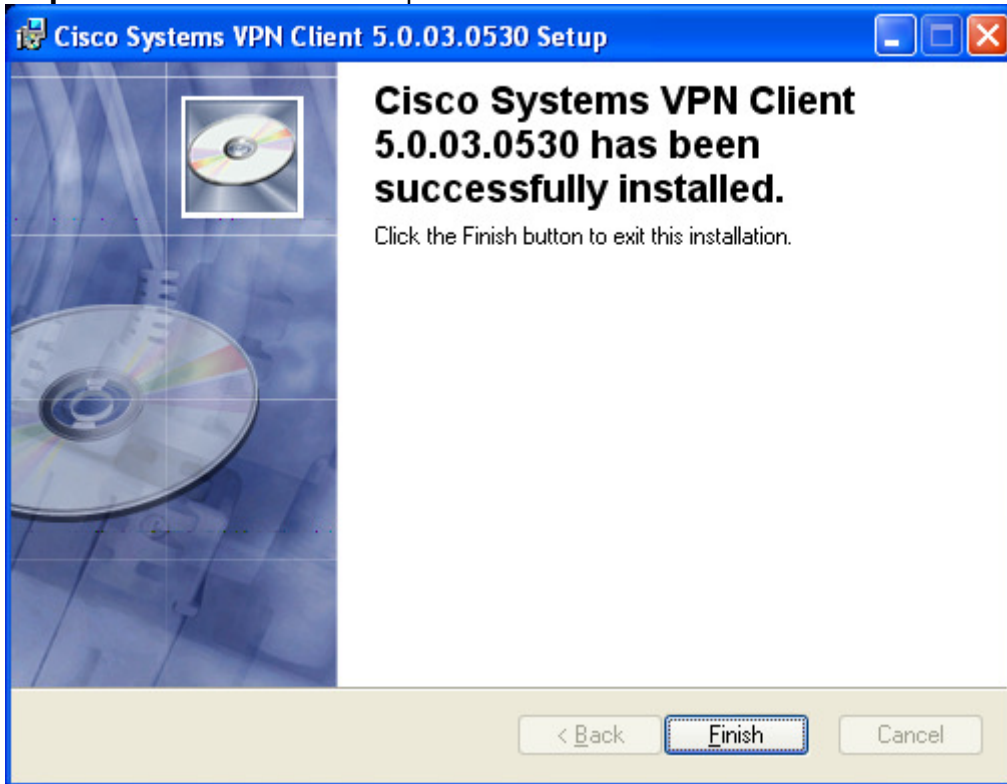 Cisco Systems VPN Client 5.0.03.0530 Setup
Cisco Systems VPN Client
5.0.03.0530 has been
successfully installed.
Click the Finish button to exit this installation.
< Back
Finish
Cancel